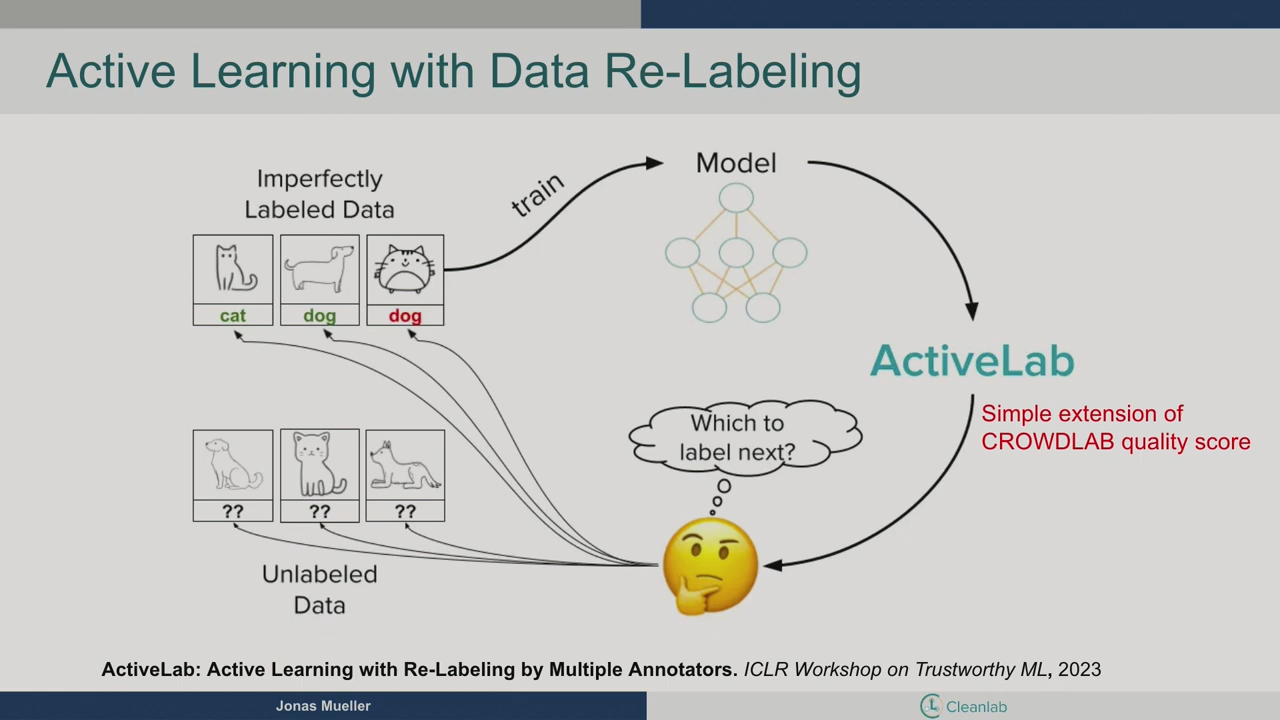 Active Learning with Data Re-Labeling
Imperfectly
Labeled Data
cat
dog
dog
train
Model
ActiveLab
Simple extension of
CROWDLAB quality score
Which to
label next?
??
??
??
Unlabeled
Data
ActiveLab: Active Learning with Re-Labeling by Multiple Annotators. ICLR Workshop on Trustworthy ML, 2023
Jonas Mueller
Cleanlab